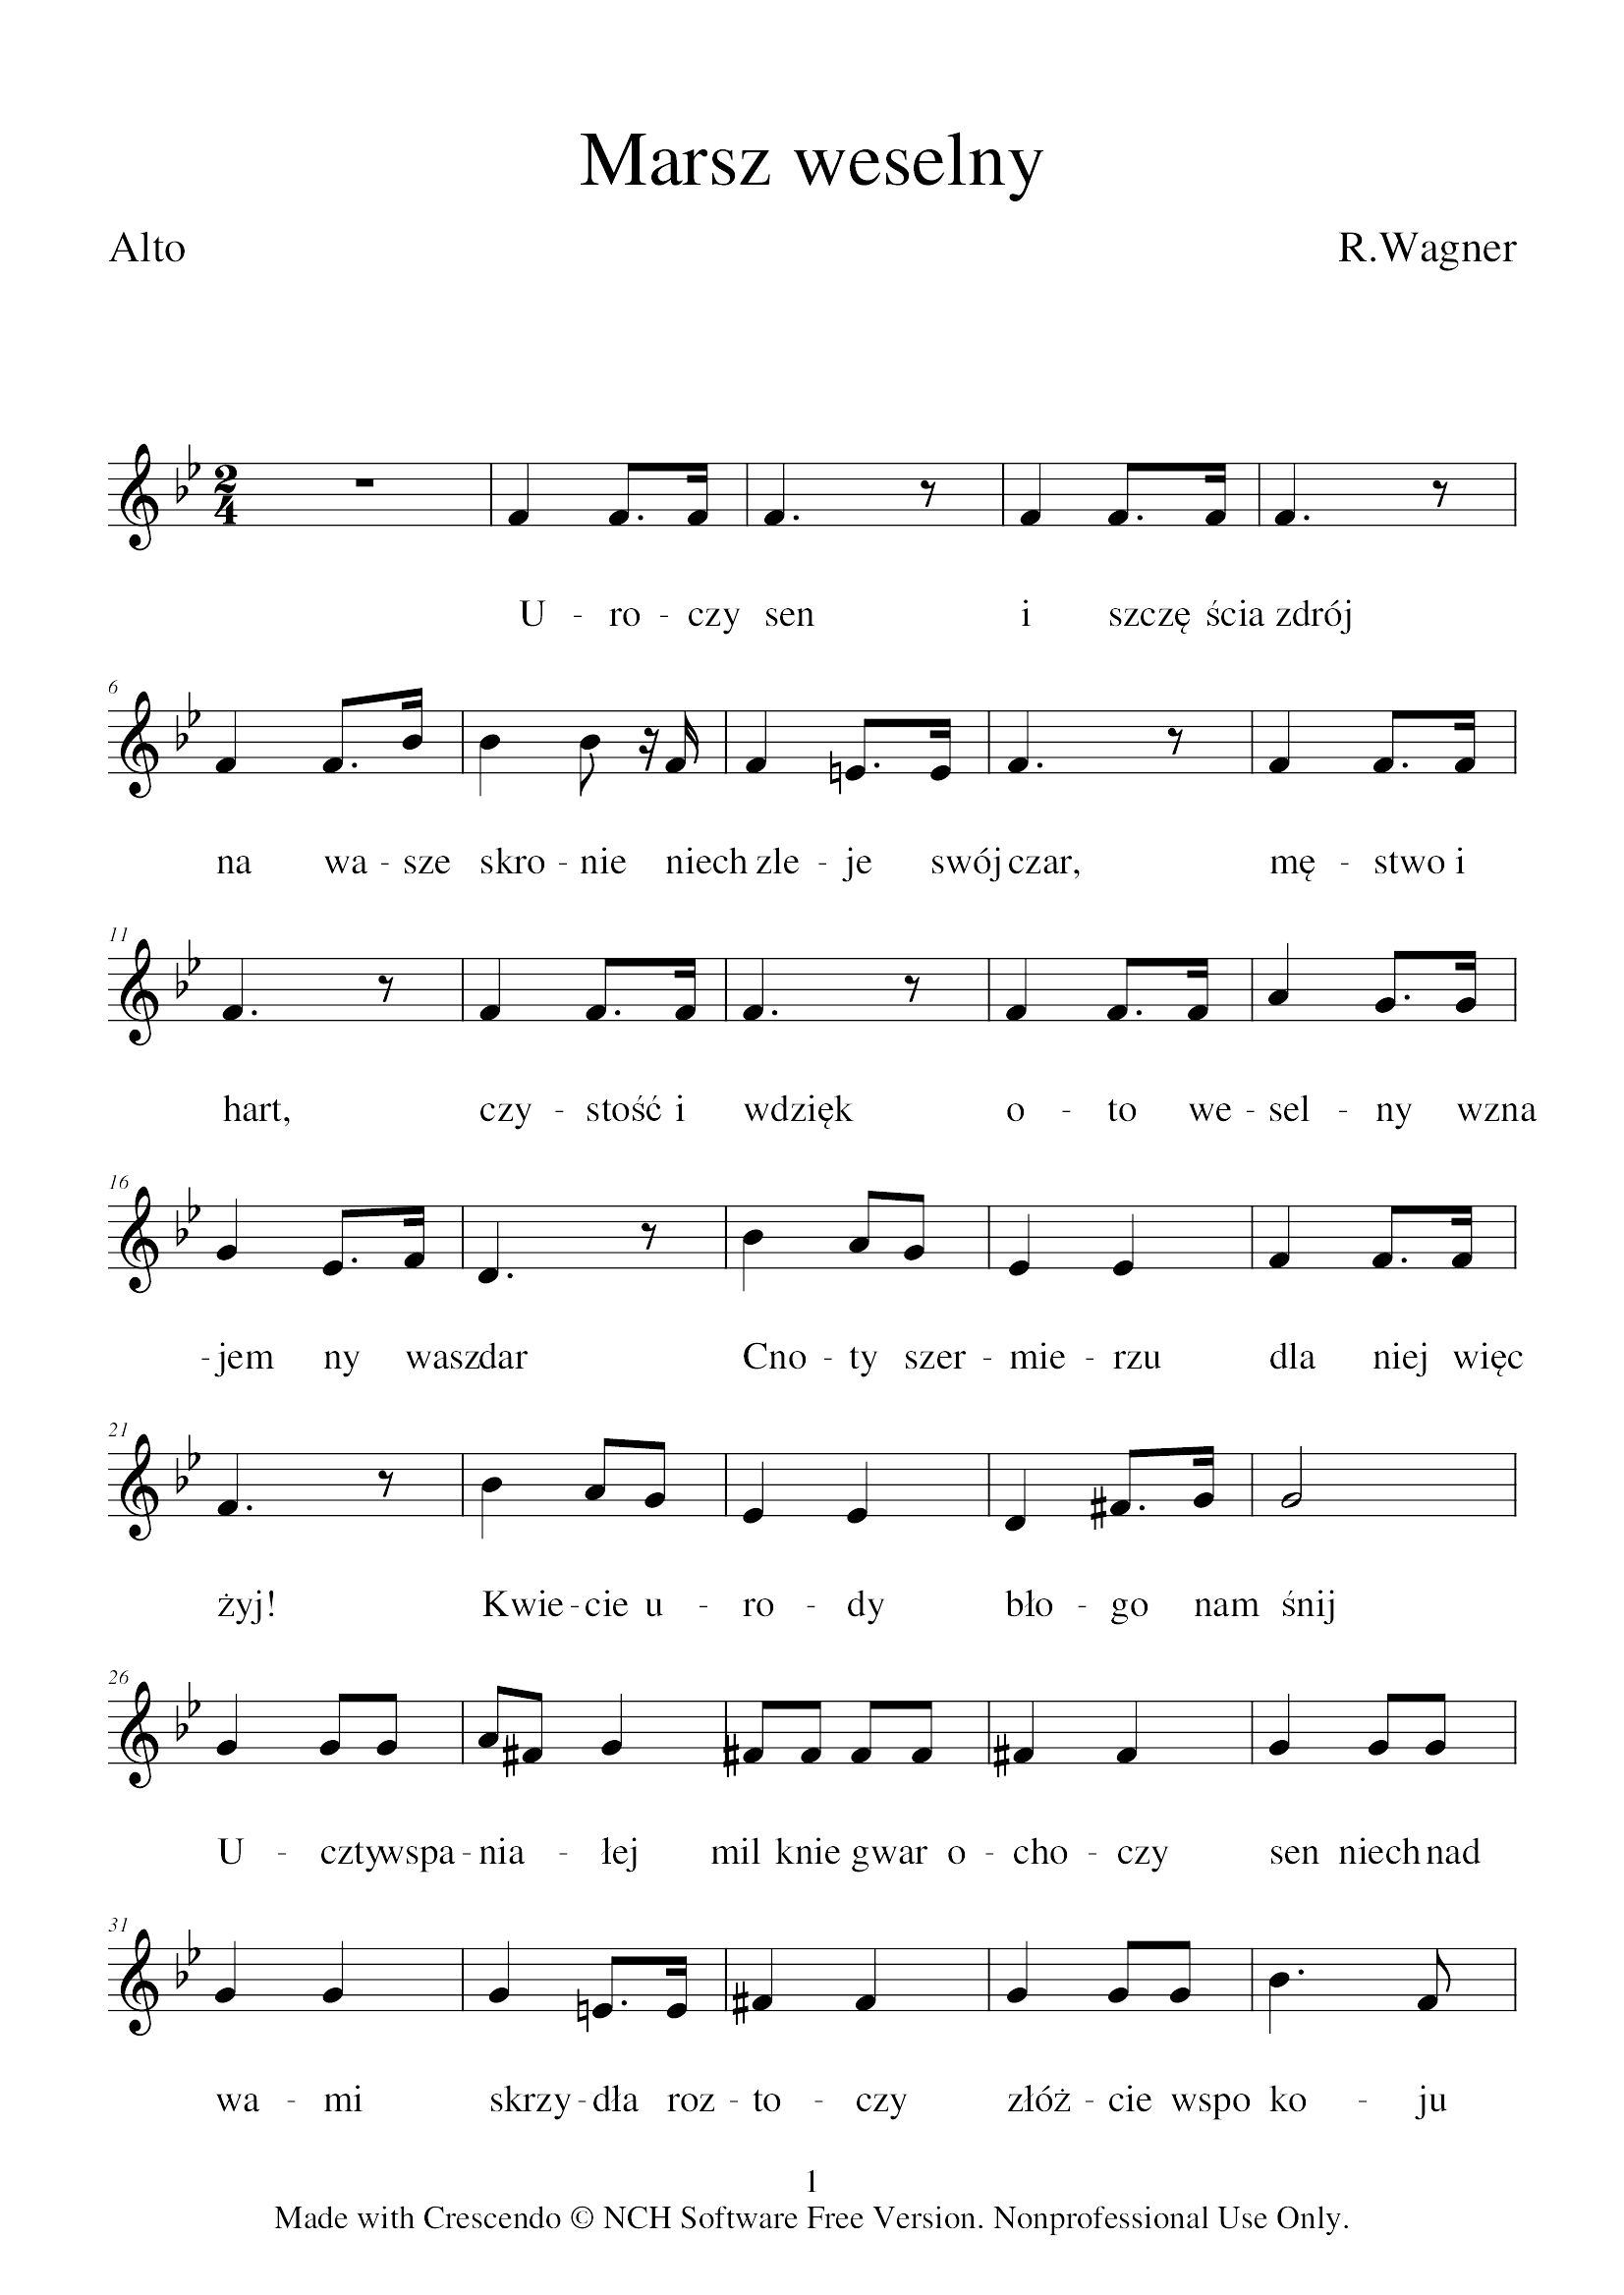 Marsz weselny
Alto
R.Wagner
2
4
U - ro - czy sen i szczę ścia zdrój
6
na wa - sze skro - nie niech zle - je swój czar, mę - stwo i
11
hart, czy - stość i wdzięk o - to we - sel - ny wzna
16
- jem ny wasz dar Cno - ty szer - mie - rzu dla niej więc
21
żyj! Kwie - cie u - ro - dy bło - go nam śnij
26
U - czty wspa - nia - łej mil knie gwar o - cho - czy sen niech nad
31
wa - mi skrzy - dła roz - to - czy złóż - cie wspo ko - ju
1
Made with Crescendo © NCH Software Free Version. Nonprofessional Use Only.